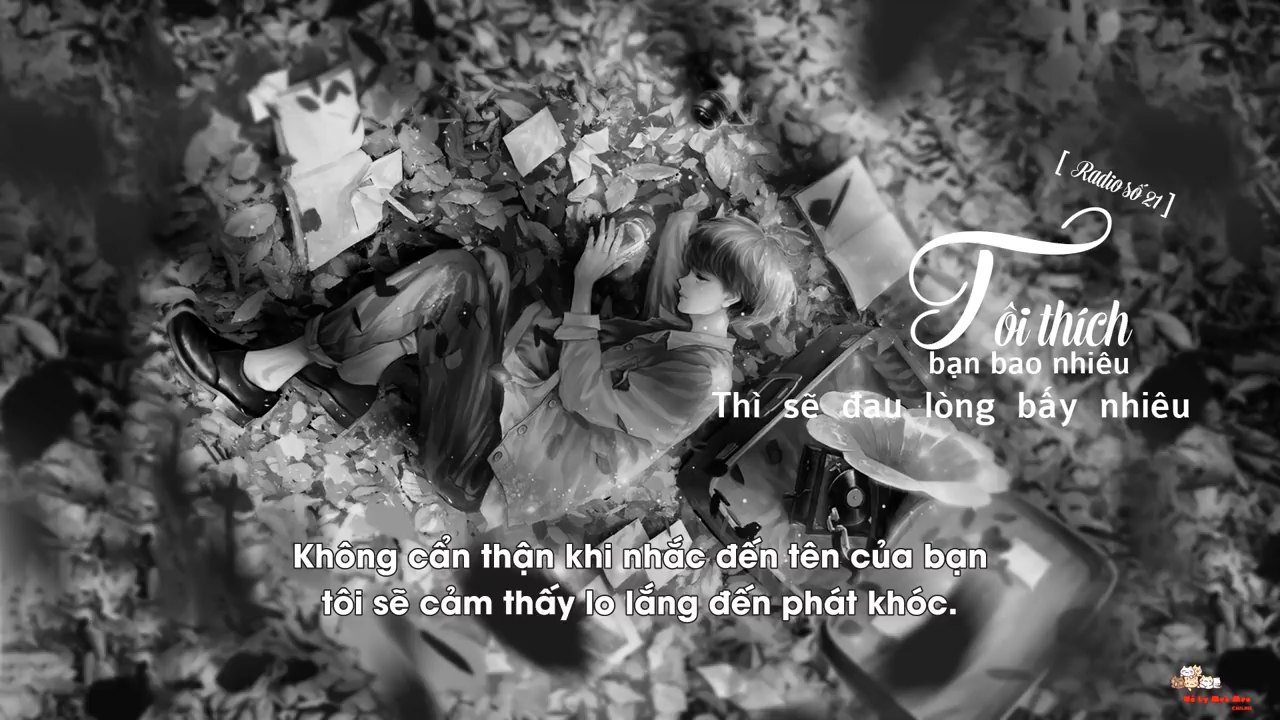 [ Radio số 21 ]
Tôi thích
bạn bao nhiêu
Thì sẽ đau lòng bấy nhiêu
Không cẩn thận khi nhắc đến tên của bạn
tôi sẽ cảm thấy lo lắng đến phát khóc.